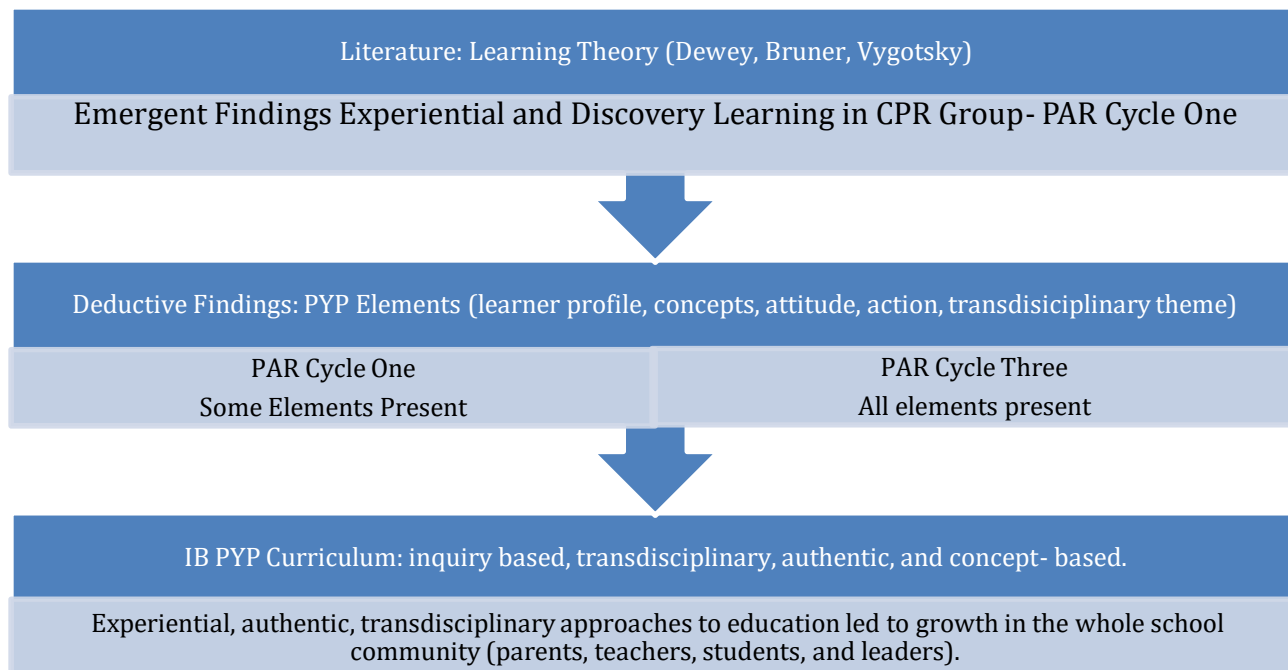 Literature: Learning Theory (Dewey, Bruner, Vygotsky)
Emergent Findings Experiential and Discovery Learning in CPR Group- PAR Cycle One
Deductive Findings: PYP Elements (learner profile, concepts, attitude, action, transdisiciplinary theme)
PAR Cycle One
Some Elements Present
PAR Cycle Three
All elements present
IB PYP Curriculum: inquiry based, transdisciplinary, authentic, and concept- based.
Experiential, authentic, transdisciplinary approaches to education led to growth in the whole school
community (parents, teachers, students, and leaders).